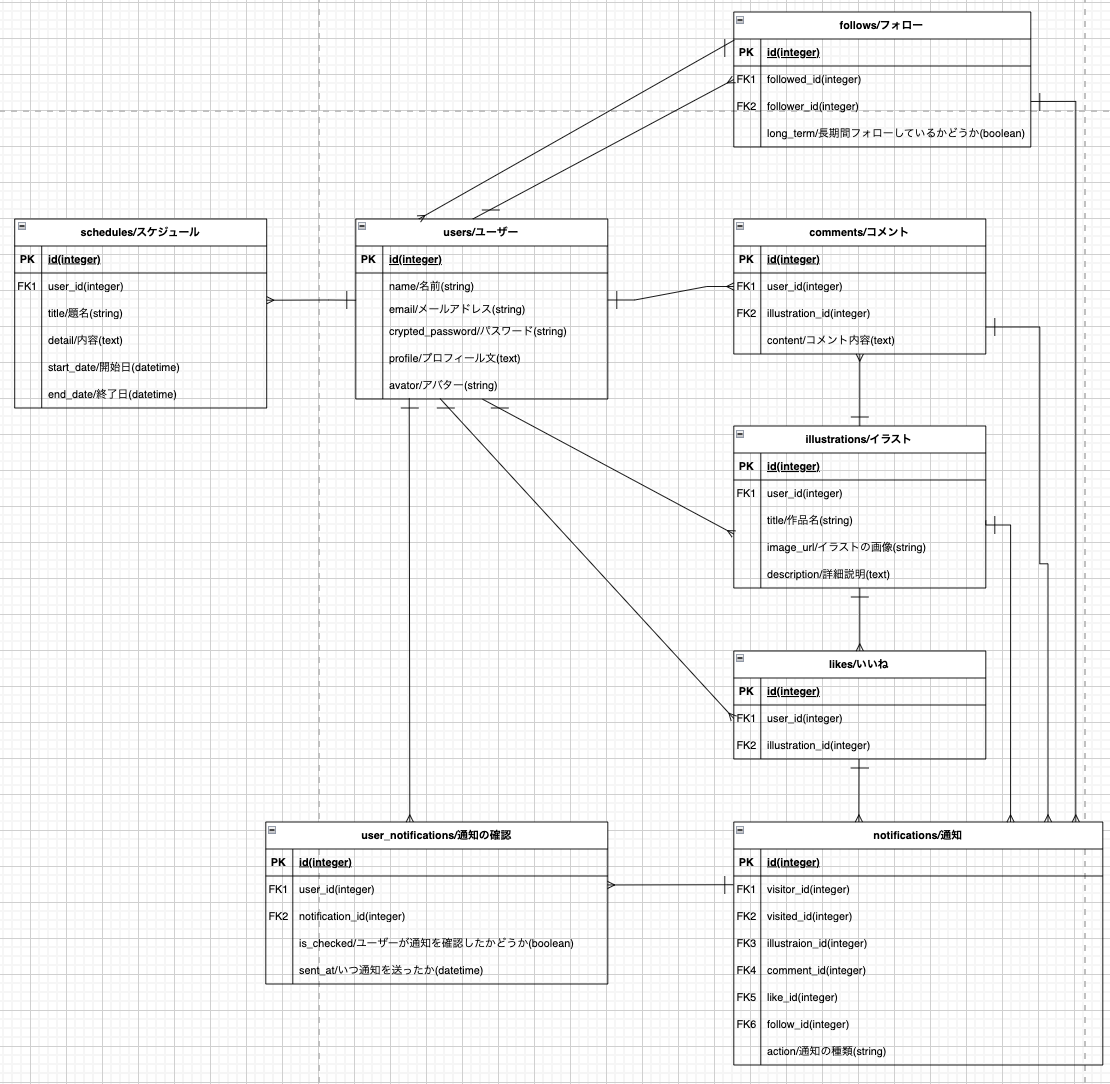 follows/フォロー
PK id(integer)
FK1 followed_id(integer)
FK2 follower_id(integer)
long_term/長期間フォローしているかどうか(boolean)
schedules/スケジュール
PK id(integer)
FK1 user_id(integer)
title/題名(string)
detail/内容(text)
start_date/開始日(datetime)
end_date/終了日(datetime)
users/ユーザー
PK id(integer)
name/名前(string)
email/メールアドレス(string)
crypted_password/パスワード(string)
profile/プロフィール文(text)
avator/アバター(string)
comments/コメント
PK id(integer)
FK1 user_id(integer)
FK2 illustration_id(integer)
content/コメント内容(text)
illustrations/イラスト
PK id(integer)
FK1 user_id(integer)
title/作品名(string)
image_url/イラストの画像(string)
description/詳細説明(text)
likes/いいね
PK id(integer)
FK1 user_id(integer)
FK2 illustration_id(integer)
user_notifications/通知の確認
PK id(integer)
FK1 user_id(integer)
FK2 notification_id(integer)
is_checked/ユーザーが通知を確認したかどうか(boolean)
sent_at/いつ通知を送ったか(datetime)
notifications/通知
PK id(integer)
FK1 visitor_id(integer)
FK2 visited_id(integer)
FK3 illustraion_id(integer)
FK4 comment_id(integer)
FK5 like_id(integer)
FK6 follow_id(integer)
action/通知の種類(string)